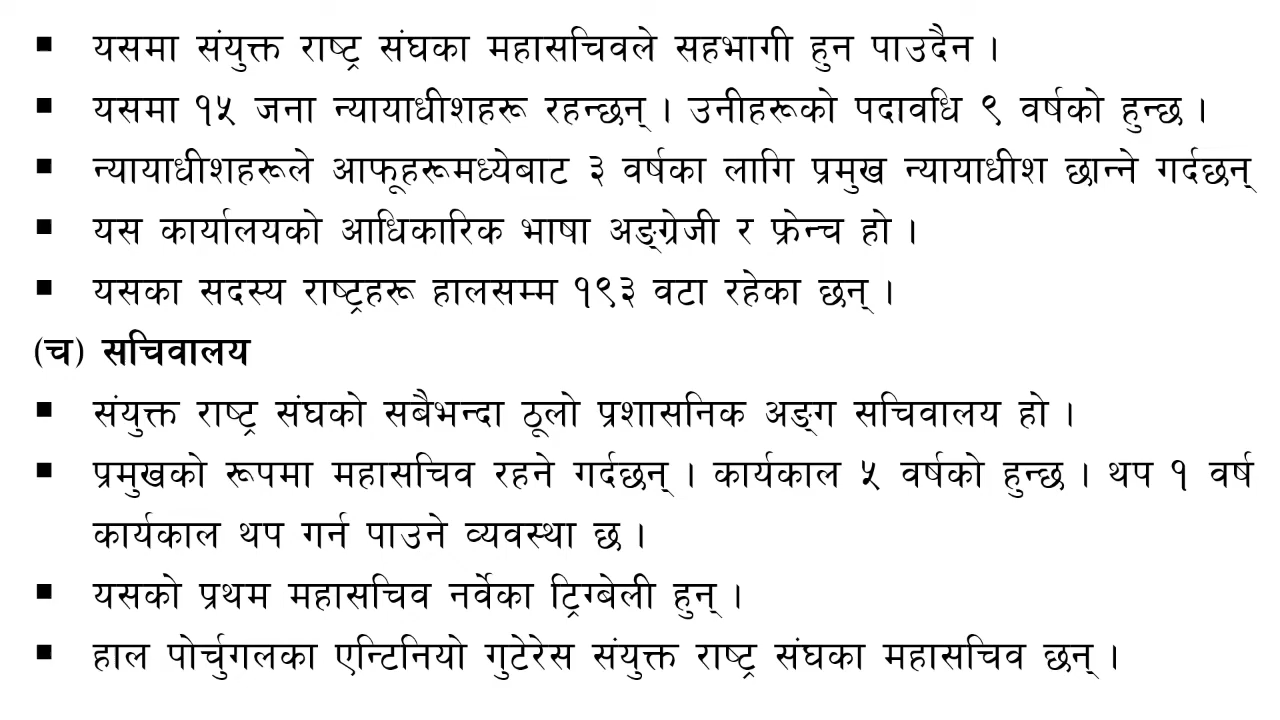 ▪ यसमा संयुक्त राष्ट्र संघका महासचिवले सहभागी हुन पाउदैन ।
▪ यसमा १५ जना न्यायाधीशहरू रहन्छन् । उनीहरूको पदावधि ९ वर्षको हुन्छ ।
▪ न्यायाधीशहरूले आफूहरूमध्येबाट ३ वर्षका लागि प्रमुख न्यायाधीश छान्ने गर्दछन्
▪ यस कार्यालयको आधिकारिक भाषा अङ्ग्रेजी र फ्रेन्च हो ।
▪ यसका सदस्य राष्ट्रहरू हालसम्म १९३ वटा रहेका छन् ।
(च) सचिवालय
▪ संयुक्त राष्ट्र संघको सबैभन्दा ठूलो प्रशासनिक अङ्ग सचिवालय हो ।
▪ प्रमुखको रूपमा महासचिव रहने गर्दछन् । कार्यकाल ५ वर्षको हुन्छ । थप १ वर्ष
कार्यकाल थप गर्न पाउने व्यवस्था छ ।
▪ यसको प्रथम महासचिव नर्वेका ट्रिग्बेली हुन् ।
▪ हाल पोर्चुगलका एन्टिनियो गुटेरेस संयुक्त राष्ट्र संघका महासचिव छन् ।